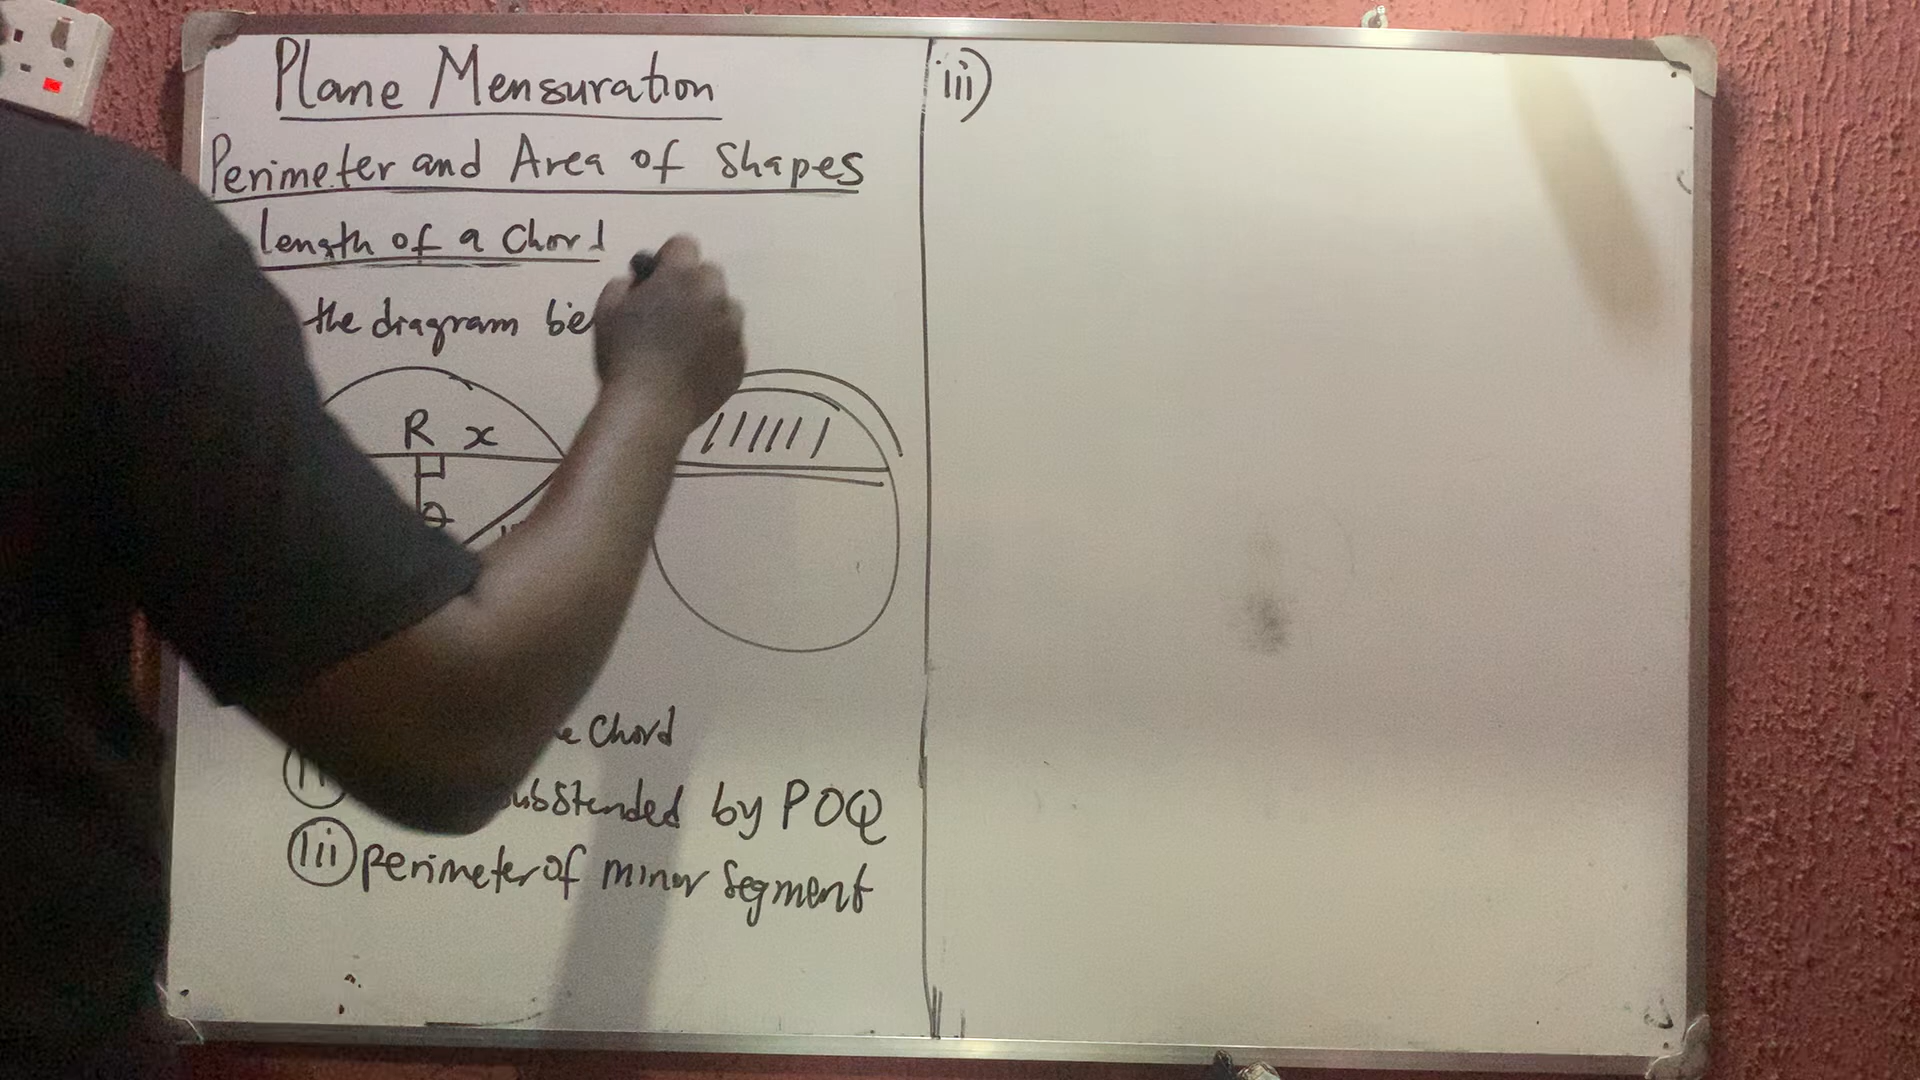 Plane Mensuration
Perimeter and Area of Shapes
length of a Chord
the diagram be
R x
θ
Chord
substended by POQ
(iii) perimeter of minor segment
iii)